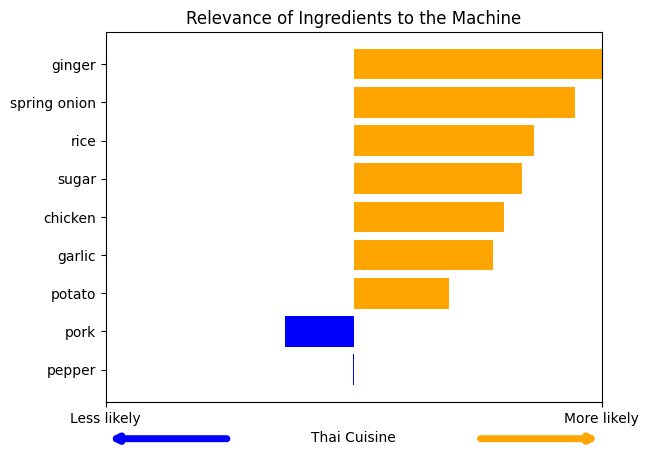 Relevance of Ingredients to the Machine
ginger
spring onion
rice
sugar
chicken
garlic
potato
pork
pepper
Less likely
More likely
Thai Cuisine